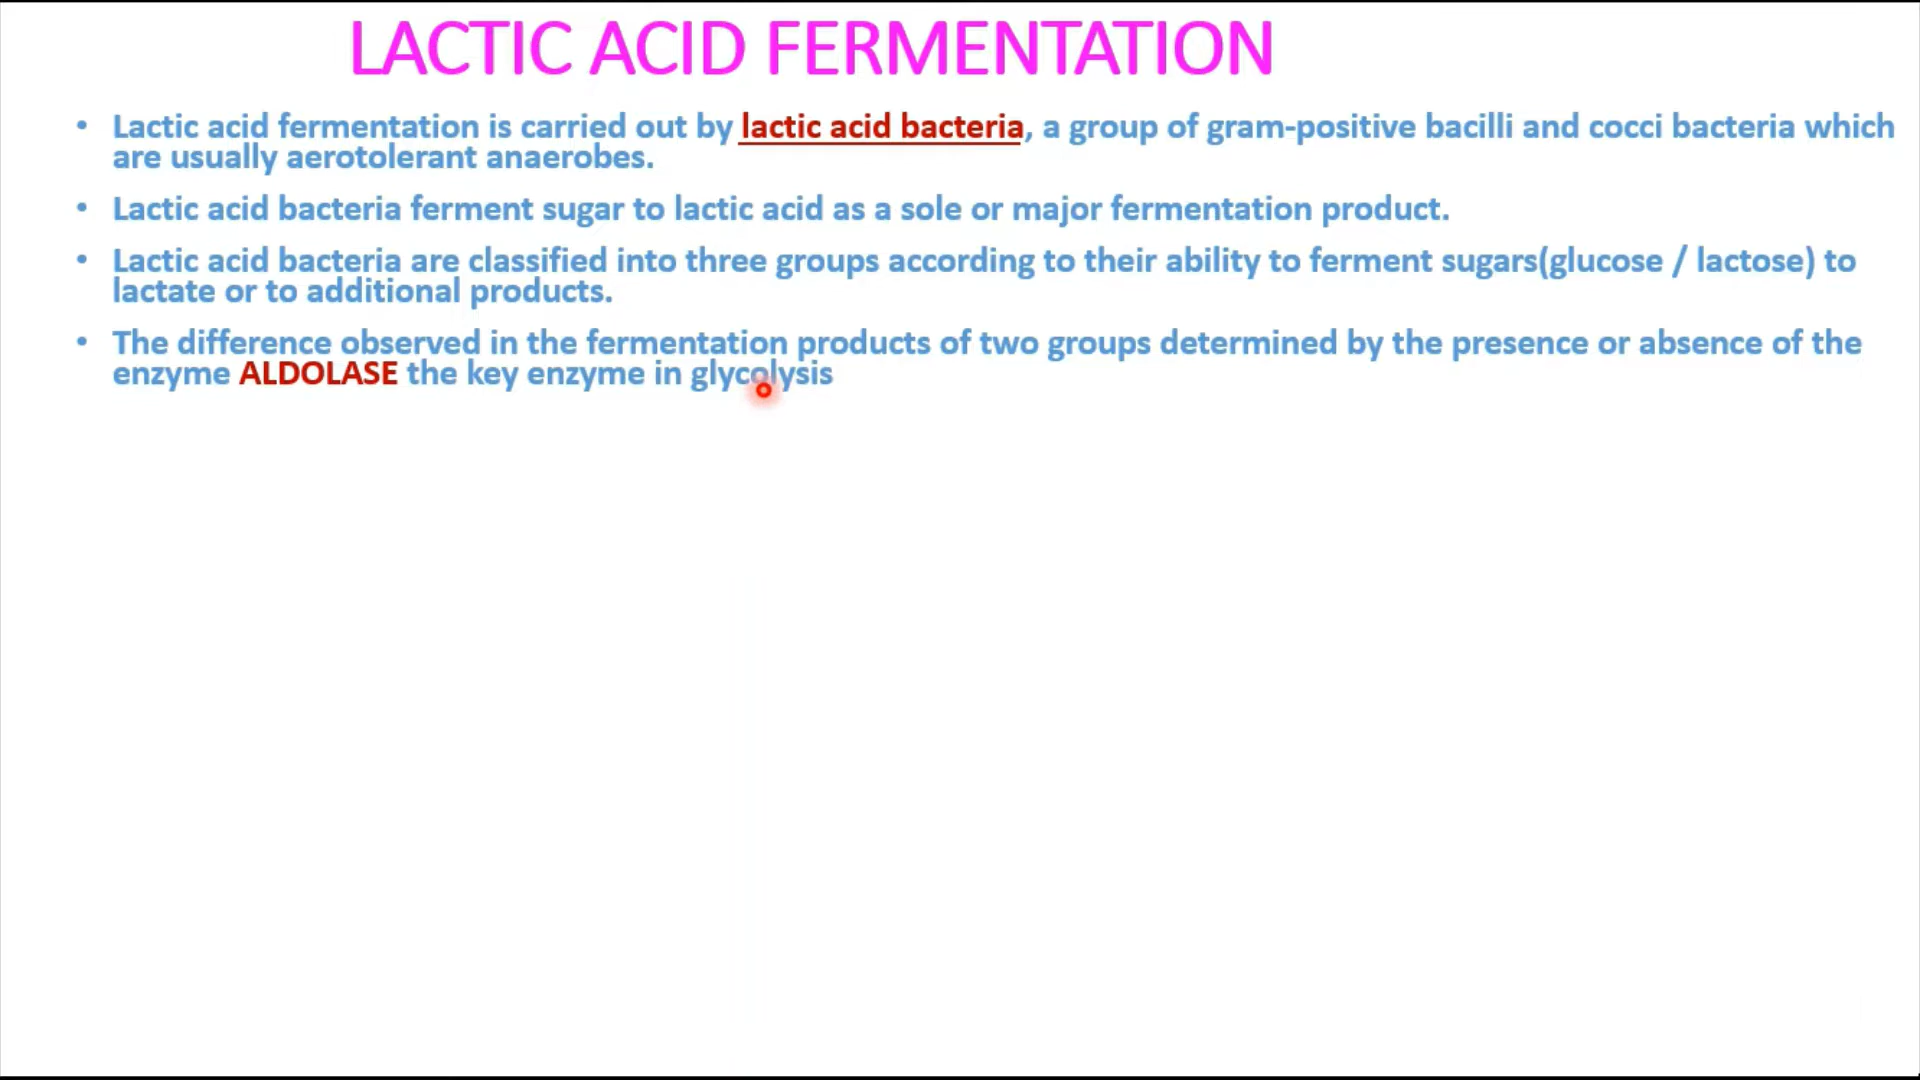 LACTIC ACID FERMENTATION
• Lactic acid fermentation is carried out by lactic acid bacteria, a group of gram-positive bacilli and cocci bacteria which
are usually aerotolerant anaerobes.
• Lactic acid bacteria ferment sugar to lactic acid as a sole or major fermentation product.
• Lactic acid bacteria are classified into three groups according to their ability to ferment sugars(glucose / lactose) to
lactate or to additional products.
• The difference observed in the fermentation products of two groups determined by the presence or absence of the
enzyme ALDOLASE the key enzyme in glycolysis